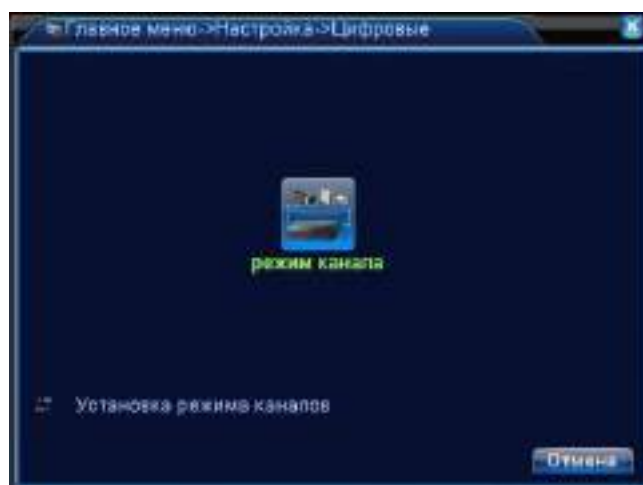 Главное меню->Настройка->Цифровые
режим канала
Установка режима каналов
Отмена